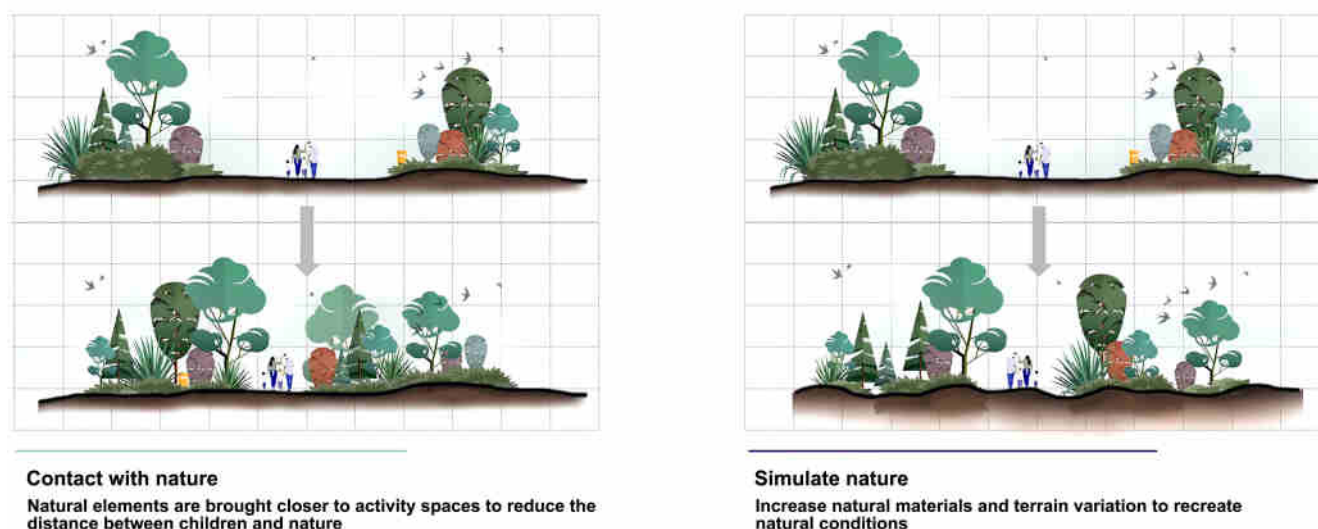 Contact with nature
Natural elements are brought closer to activity spaces to reduce the
distance between children and nature
Simulate nature
Increase natural materials and terrain variation to recreate
natural conditions